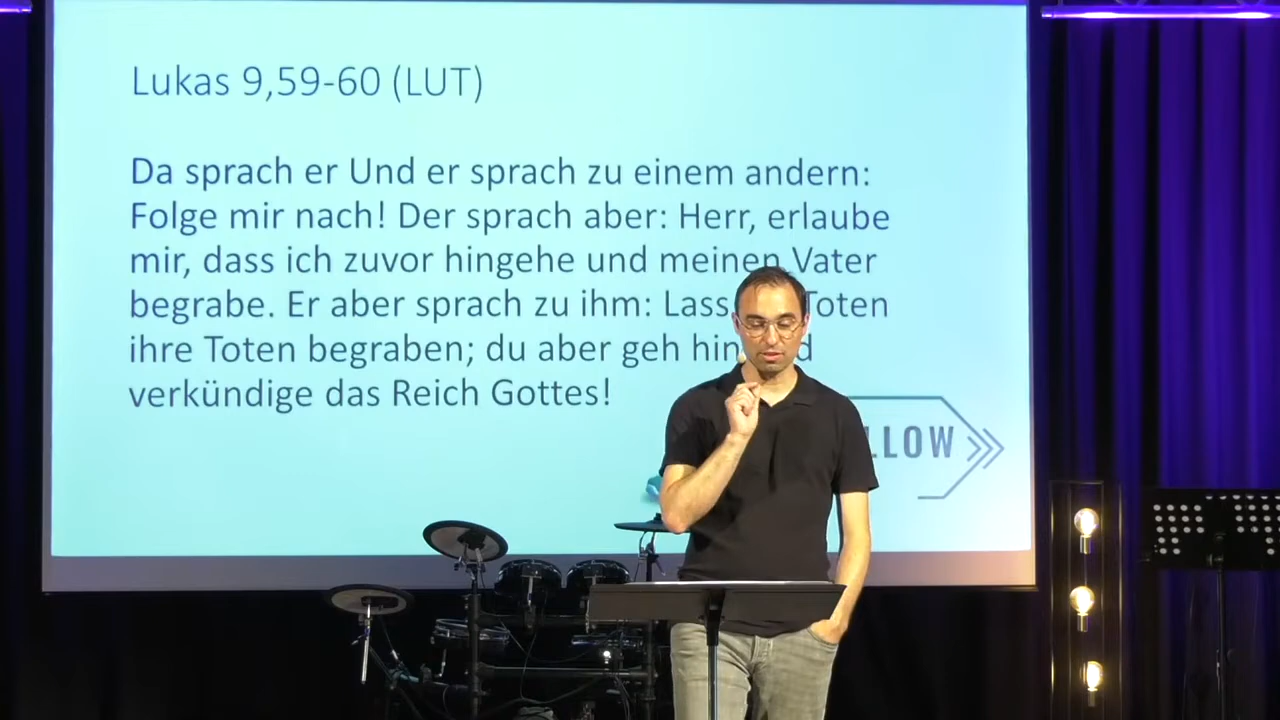 Lukas 9,59-60 (LUT)
Da sprach er Und er sprach zu einem andern:
Folge mir nach! Der sprach aber: Herr, erlaube
mir, dass ich zuvor hingehe und meinen Vater
begrabe. Er aber sprach zu ihm: Lass Toten
ihre Toten begraben; du aber geh hin
verkündige das Reich Gottes!
LLOW